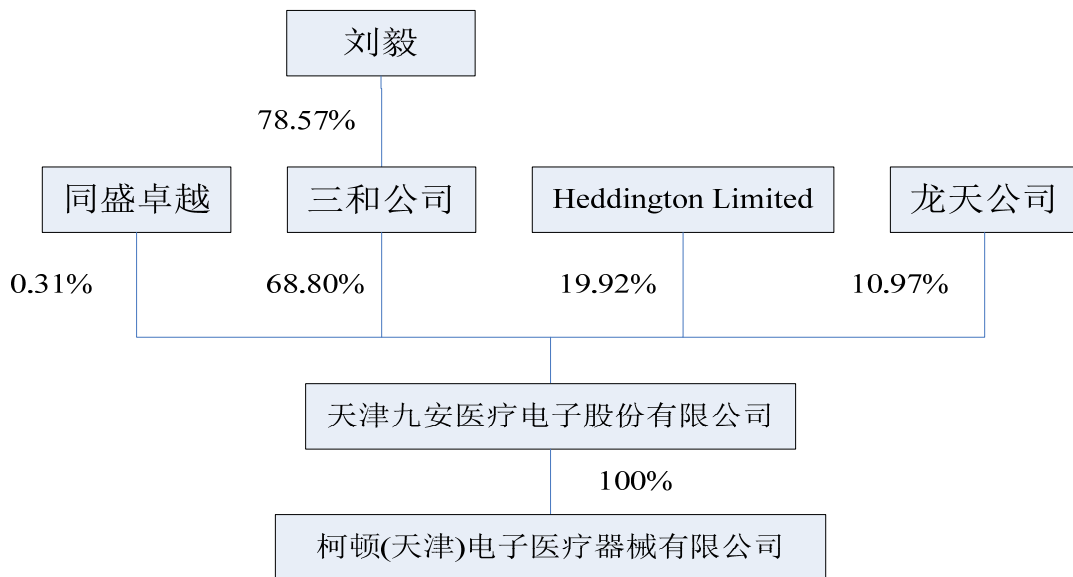 刘毅
78.57%
同盛卓越
三和公司
Heddington Limited
龙天公司
0.31%
68.80%
19.92%
10.97%
天津九安医疗电子股份有限公司
100%
柯顿(天津)电子医疗器械有限公司